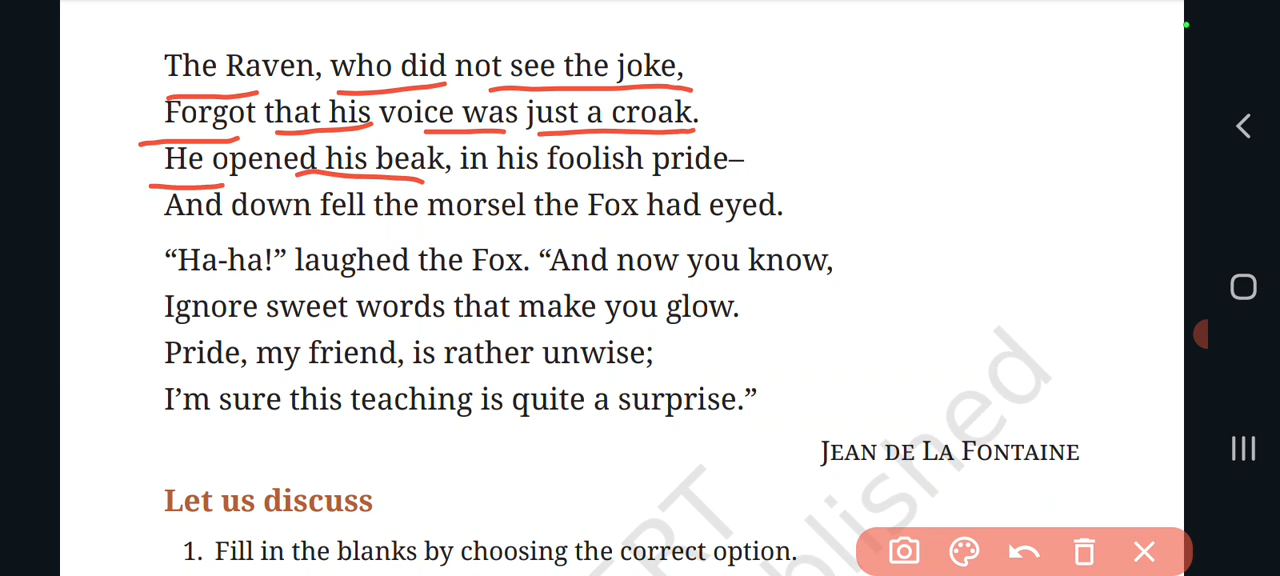 The Raven, who did not see the joke,
Forgot that his voice was just a croak.
He opened his beak, in his foolish pride–
And down fell the morsel the Fox had eyed.
“Ha-ha!” laughed the Fox. “And now you know,
Ignore sweet words that make you glow.
Pride, my friend, is rather unwise;
I’m sure this teaching is quite a surprise.”
JEAN DE LA FONTAINE
Let us discuss
1. Fill in the blanks by choosing the correct option.